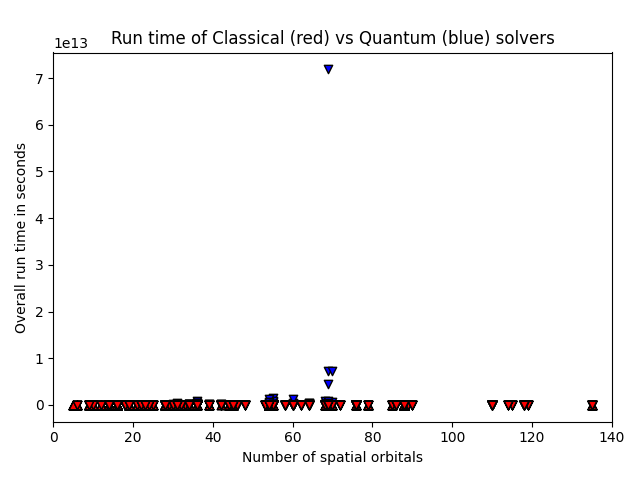 Run time of Classical (red) vs Quantum (blue) solvers
1e13
7
6
5
4
3
2
1
0
Overall run time in seconds
0 20 40 60 80 100 120 140
Number of spatial orbitals